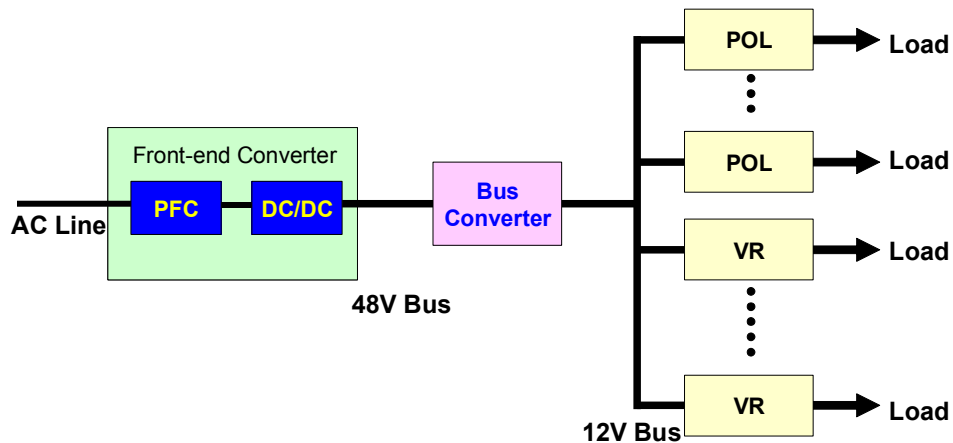 POL
Load
Front-end Converter
POL
Load
PFC
DC/DC
Bus
Converter
AC Line
VR
Load
48V Bus
VR
Load
12V Bus